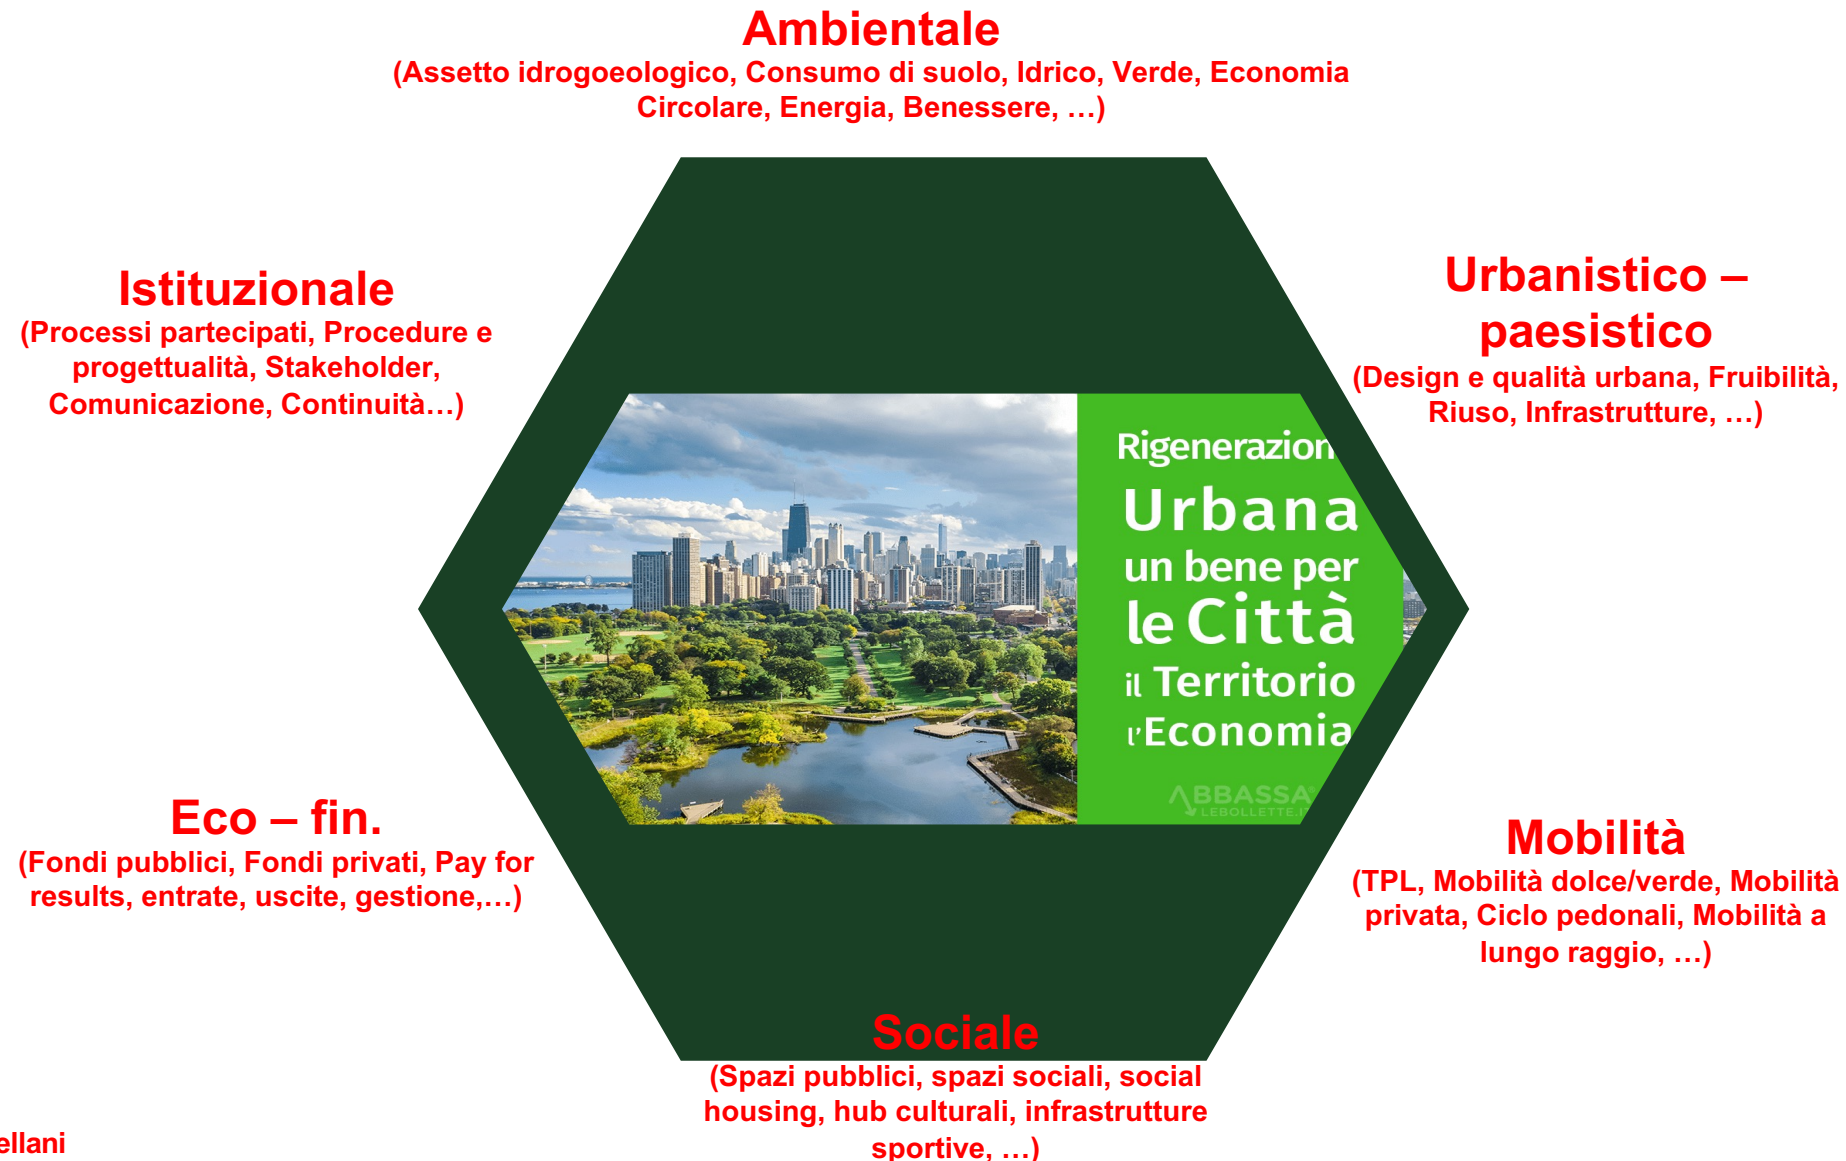 Ambientale
(Assetto idrogoeologico, Consumo di suolo, Idrico, Verde, Economia
Circolare, Energia, Benessere, …)
Istituzionale
(Processi partecipati, Procedure e
progettualità, Stakeholder,
Comunicazione, Continuità…)
Urbanistico –
paesistico
(Design e qualità urbana, Fruibilità,
Riuso, Infrastrutture, …)
Rigenerazion
Urbana
un bene per
le Città
il Territorio
l'Economia
ABBASSA
LEBOLLETTE.IT
Eco – fin.
(Fondi pubblici, Fondi privati, Pay for
results, entrate, uscite, gestione,…)
Mobilità
(TPL, Mobilità dolce/verde, Mobilità
privata, Ciclo pedonali, Mobilità a
lungo raggio, …)
Sociale
(Spazi pubblici, spazi sociali, social
housing, hub culturali, infrastrutture
sportive, …)
ellani